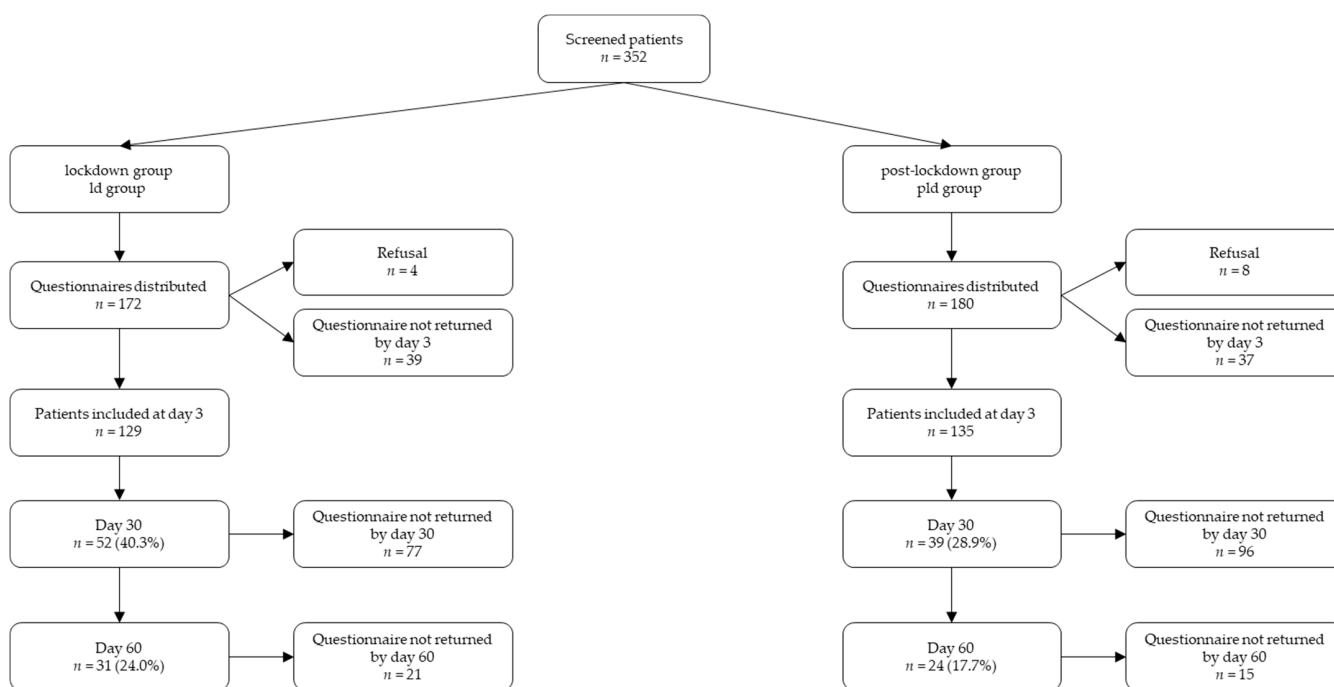 Screened patients
n = 352
lockdown group
ld group
post-lockdown group
pld group
Refusal
n = 4
Questionnaires distributed
n = 172
Questionnaire not returned
by day 3
n = 39
Refusal
n = 8
Questionnaires distributed
n = 180
Questionnaire not returned
by day 3
n = 37
Patients included at day 3
n = 129
Patients included at day 3
n = 135
Day 30
n = 52 (40.3%)
Questionnaire not returned
by day 30
n = 77
Day 30
n = 39 (28.9%)
Questionnaire not returned
by day 30
n = 96
Day 60
n = 31 (24.0%)
Questionnaire not returned
by day 60
n = 21
Day 60
n = 24 (17.7%)
Questionnaire not returned
by day 60
n = 15